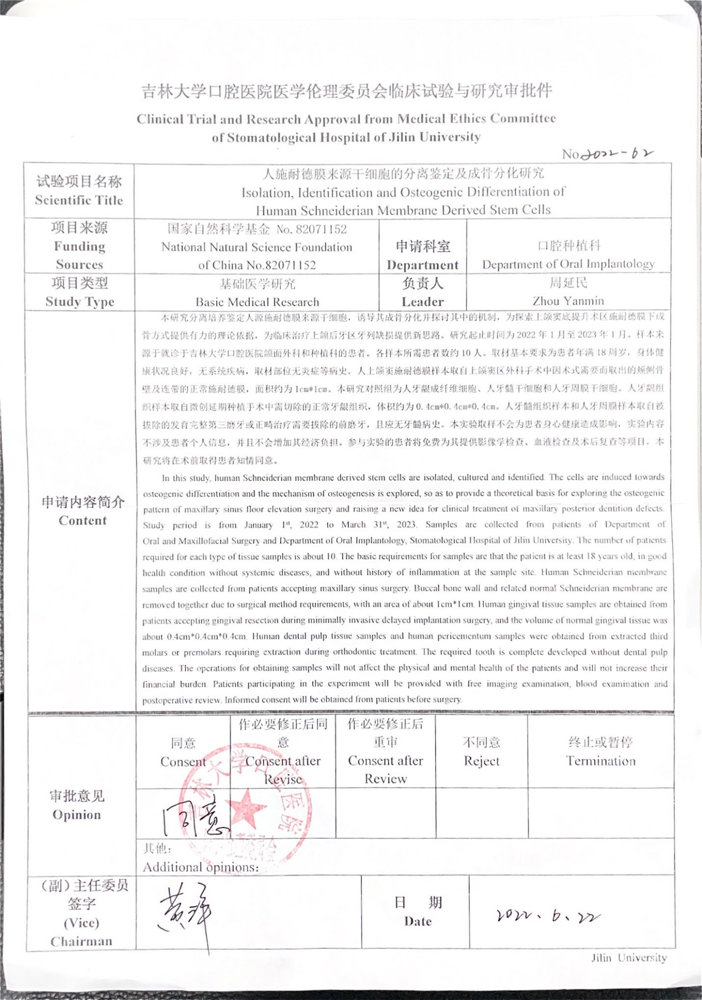 吉林大学口腔医院医学伦理委员会临床试验与研究审批件
Clinical Trial and Research Approval from Medical Ethics Committee
of Stomatological Hospital of Jilin University
No.2022-62
试验项目名称
Scientific Title
人施耐德膜来源干细胞的分离鉴定及成骨分化研究
Isolation, Identification and Osteogenic Differentiation of
Human Schneiderian Membrane Derived Stem Cells
项目来源
Funding
Sources
国家自然科学基金 No. 82071152
National Natural Science Foundation
of China No.82071152
申请科室
Department
口腔种植科
Department of Oral Implantology
项目类型
Study Type
基础医学研究
Basic Medical Research
负责人
Leader
周延民
Zhou Yanmin
申请内容简介
Content
本研究分离培养鉴定人源施耐德膜来源干细胞，诱导其成骨分化并探讨其中的机制，为探索上颌窦底提升术区施耐德膜下成
骨方式提供有力的理论依据，为临床治疗上颌后牙区牙列缺损提供新思路。研究起止时间为 2022 年 1 月至 2023 年 1 月。样本来
源于就诊于吉林大学口腔医院颌面外科和种植科的患者。各样本所需患者数约 10 人。取材基本要求为患者年满 18 周岁，身体健
康状况良好，无系统疾病，取材部位无炎症等病史。人上颌窦施耐德膜样本取自上颌窦区外科手术中因术式需要而取出的颊侧骨
壁及连带的正常施耐德膜，面积约为 1cm*1cm。本研究对照组为人牙龈成纤维细胞、人牙髓干细胞和人牙周膜干细胞。人牙龈组
织样本取自微创延期种植手术中需切除的正常牙龈组织，体积约为 0.4cm*0.4cm*0.4cm。人牙髓组织样本和人牙周膜样本取自被
拔除的发育完整第三磨牙或正畸治疗需要拔除的前磨牙，且应无牙髓病史。本实验取样不会为患者身心健康造成影响，实验内容
不涉及患者个人信息，并且不会增加其经济负担。参与实验的患者将免费为其提供影像学检查、血液检查及术后复查等项目。本
研究将在术前取得患者知情同意。
In this study, human Schneiderian membrane derived stem cells are isolated, cultured and identified. The cells are induced towards
osteogenic differentiation and the mechanism of osteogenesis is explored, so as to provide a theoretical basis for exploring the osteogenic
pattern of maxillary sinus floor elevation surgery and raising a new idea for clinical treatment of maxillary posterior dentition defects.
Study period is from January 1st, 2022 to March 31st, 2023. Samples are collected from patients of Department of
Oral and Maxillofacial Surgery and Department of Oral Implantology, Stomatological Hospital of Jilin University. The number of patients
required for each type of tissue samples is about 10. The basic requirements for samples are that the patient is at least 18 years old, in good
health condition without systemic diseases, and without history of inflammation at the sample site. Human Schneiderian membrane
samples are collected from patients accepting maxillary sinus surgery. Buccal bone wall and related normal Schneiderian membrane are
removed together due to surgical method requirements, with an area of about 1cm*1cm. Human gingival tissue samples are obtained from
patients accepting gingival resection during minimally invasive delayed implantation surgery, and the volume of normal gingival tissue was
about 0.4cm*0.4cm*0.4cm. Human dental pulp tissue samples and human pericementum samples were obtained from extracted third
molars or premolars requiring extraction during orthodontic treatment. The required tooth is complete developed without dental pulp
diseases. The operations for obtaining samples will not affect the physical and mental health of the patients and will not increase their
financial burden. Patients participating in the experiment will be provided with free imaging examination, blood examination and
postoperative review. Informed consent will be obtained from patients before surgery.
审批意见
Opinion
同意
Consent
作必要修正后同
意
Consent after
Revise
作必要修正后
重审
Consent after
Review
不同意
Reject
终止或暂停
Termination
同意
吉林大学口腔医院
其他:
Additional opinions:
（副）主任委员
签字
(Vice)
Chairman
日 期
Date
2022、6、22
Jilin University